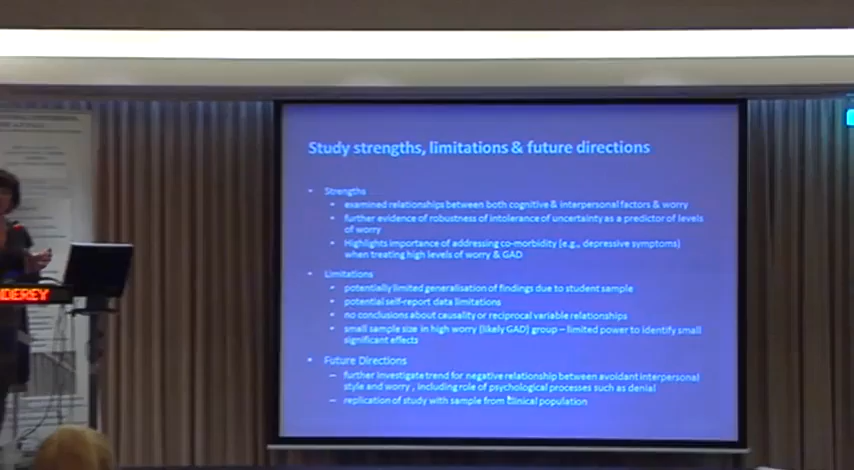 Study strengths, limitations & future directions
Strengths
examined relationships between both cognitive & interpersonal factors & worry
further evidence of robustness of intolerance of uncertainty as a predictor of levels
of worry
Highlights importance of addressing co-morbidity (e.g., depressive symptoms)
when treating high levels of worry & GAD
Limitations
potentially limited generalisation of findings due to student sample
potential self-report data limitations
no conclusions about causality or reciprocal variable relationships
small sample size in high worry (likely GAD) group – limited power to identify small
significant effects
Future Directions
further investigate trend for negative relationship between avoidant interpersonal
style and worry , including role of psychological processes such as denial
replication of study with sample from clinical population
NDEREY